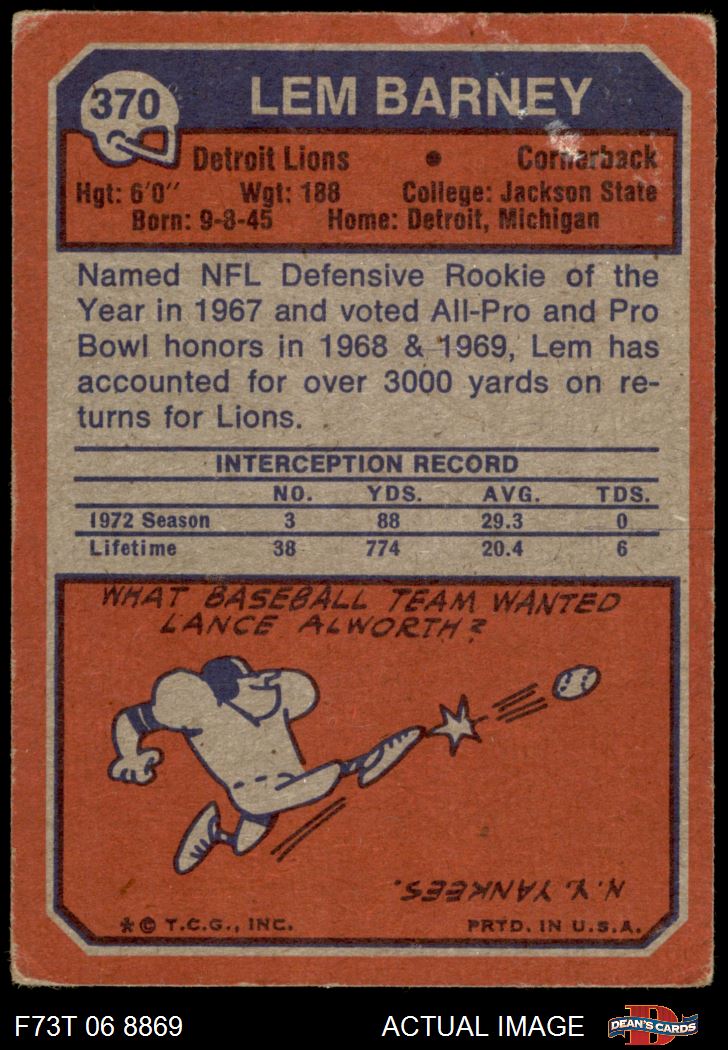 370
LEM BARNEY
Detroit Lions • Cornerback
Hgt: 6'0" Wgt: 188 College: Jackson State
Born: 9-8-45 Home: Detroit, Michigan
Named NFL Defensive Rookie of the
Year in 1967 and voted All-Pro and Pro
Bowl honors in 1968 & 1969, Lem has
accounted for over 3000 yards on re-
turns for Lions.
INTERCEPTION RECORD
NO. YDS. AVG. TDS.
1972 Season 3 88 29.3 0
Lifetime 38 774 20.4 6
WHAT BASEBALL TEAM WANTED
LANCE ALWORTH?
N.Y. YANKEES.
* © T.C.G., INC. PRTD. IN U.S.A.
F73T 06 8869 ACTUAL IMAGE D DEAN'S CARDS